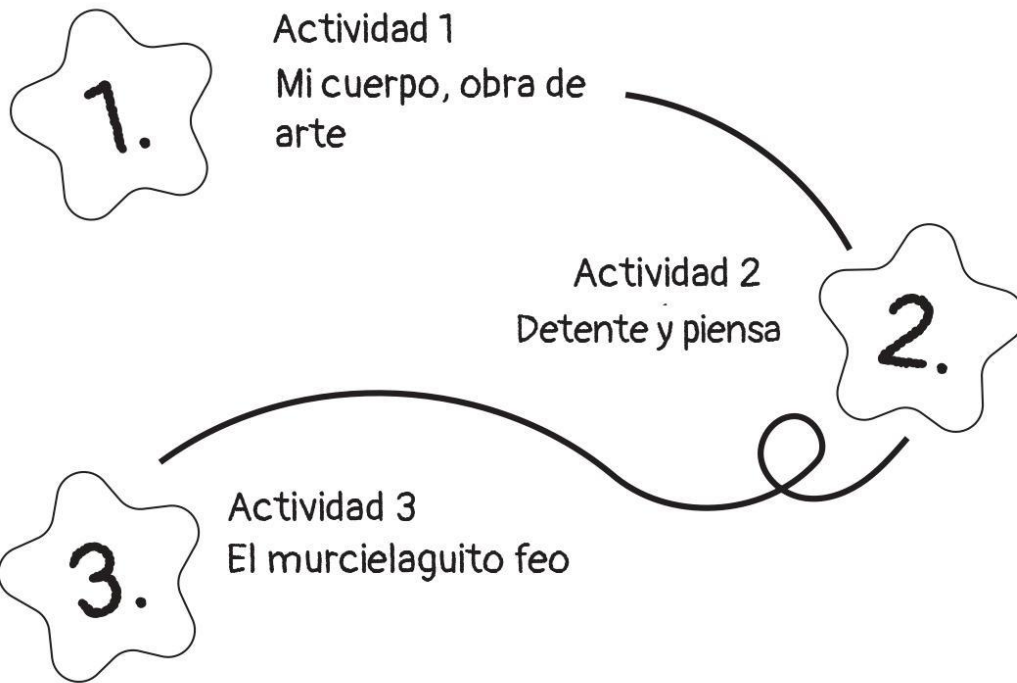 1.
Actividad 1
Mi cuerpo, obra de
arte
Actividad 2
Detente y piensa
2.
3.
Actividad 3
El murcielaguito feo